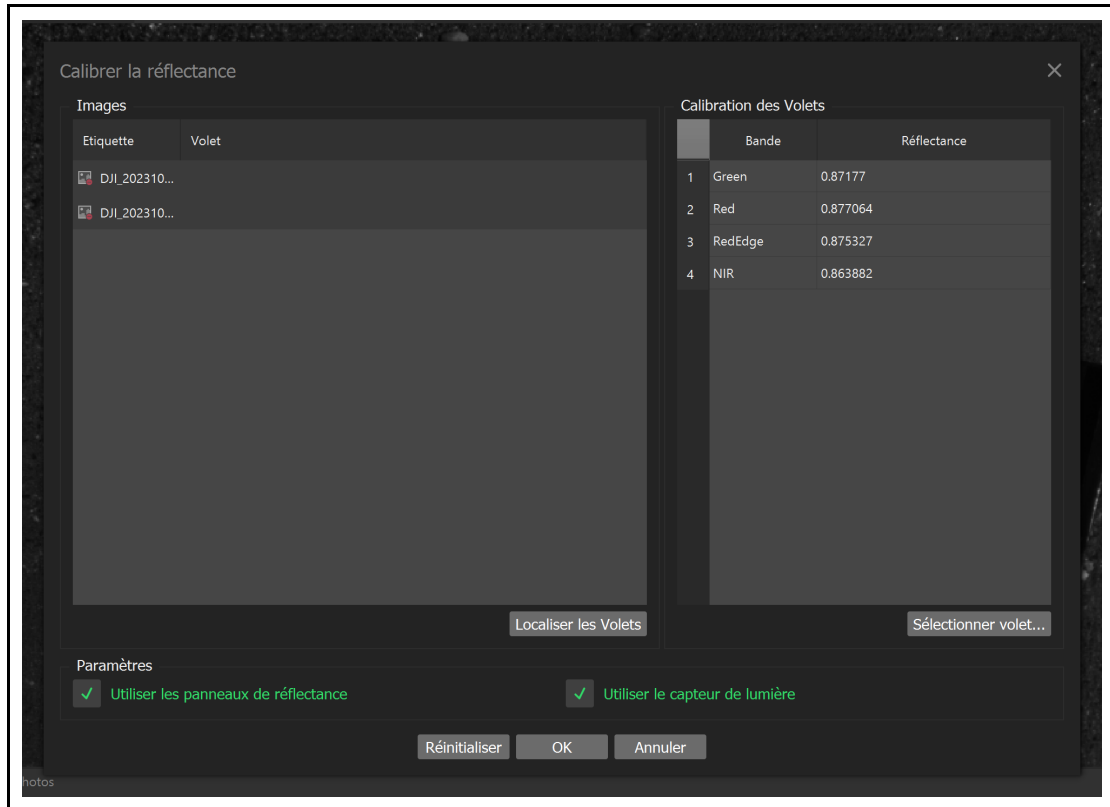 Calibrer la réflectance
Images
Etiquette Volet
DJI_202310...
DJI_202310...
Localiser les Volets
Calibration des Volets
Bande Réflectance
1 Green 0.87177
2 Red 0.877064
3 RedEdge 0.875327
4 NIR 0.863882
Sélectionner volet...
Paramètres
Utiliser les panneaux de réflectance Utiliser le capteur de lumière
Réinitialiser OK Annuler
hotos